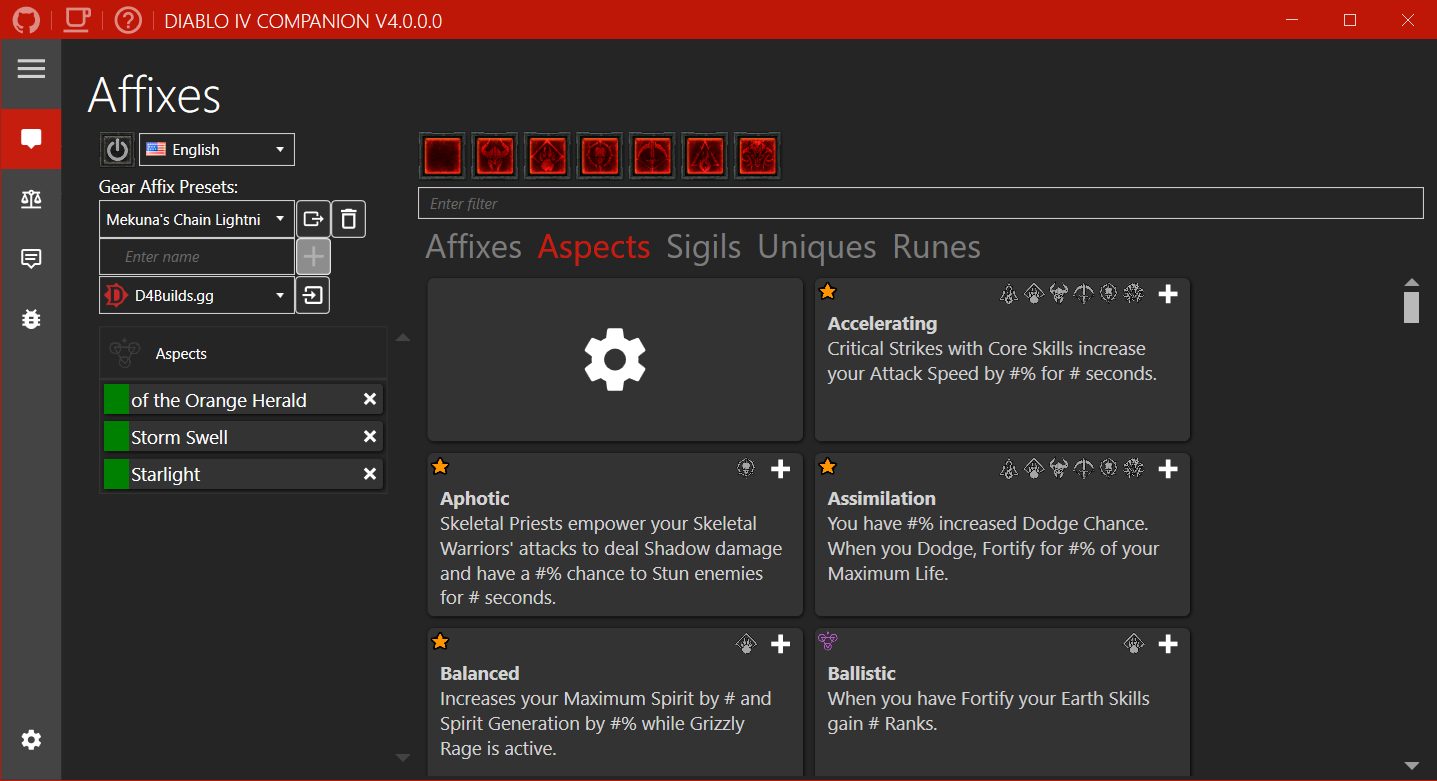 DIABLO IV COMPANION V4.0.0.0
Affixes
English
Gear Affix Presets:
Mekuna's Chain Lightni
Enter name
D4Builds.gg
Aspects
of the Orange Herald
Storm Swell
Starlight
Enter filter
Affixes Aspects Sigils Uniques Runes
Accelerating
Critical Strikes with Core Skills increase
your Attack Speed by #% for # seconds.
Aphotic
Skeletal Priests empower your Skeletal
Warriors' attacks to deal Shadow damage
and have a #% chance to Stun enemies
for # seconds.
Assimilation
You have #% increased Dodge Chance.
When you Dodge, Fortify for #% of your
Maximum Life.
Balanced
Increases your Maximum Spirit by # and
Spirit Generation by #% while Grizzly
Rage is active.
Ballistic
When you have Fortify your Earth Skills
gain # Ranks.